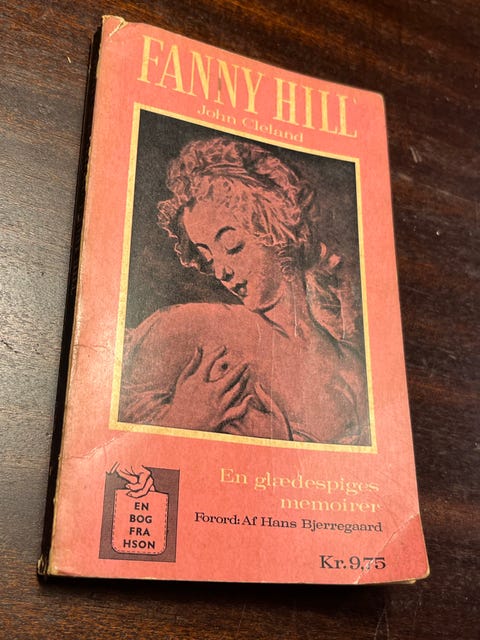 FANNY HILL
John Cleland
En glædespiges
memoirer
Forord: Af Hans Bjerregaard
EN
BOG
FRA
HSON
Kr. 9,75